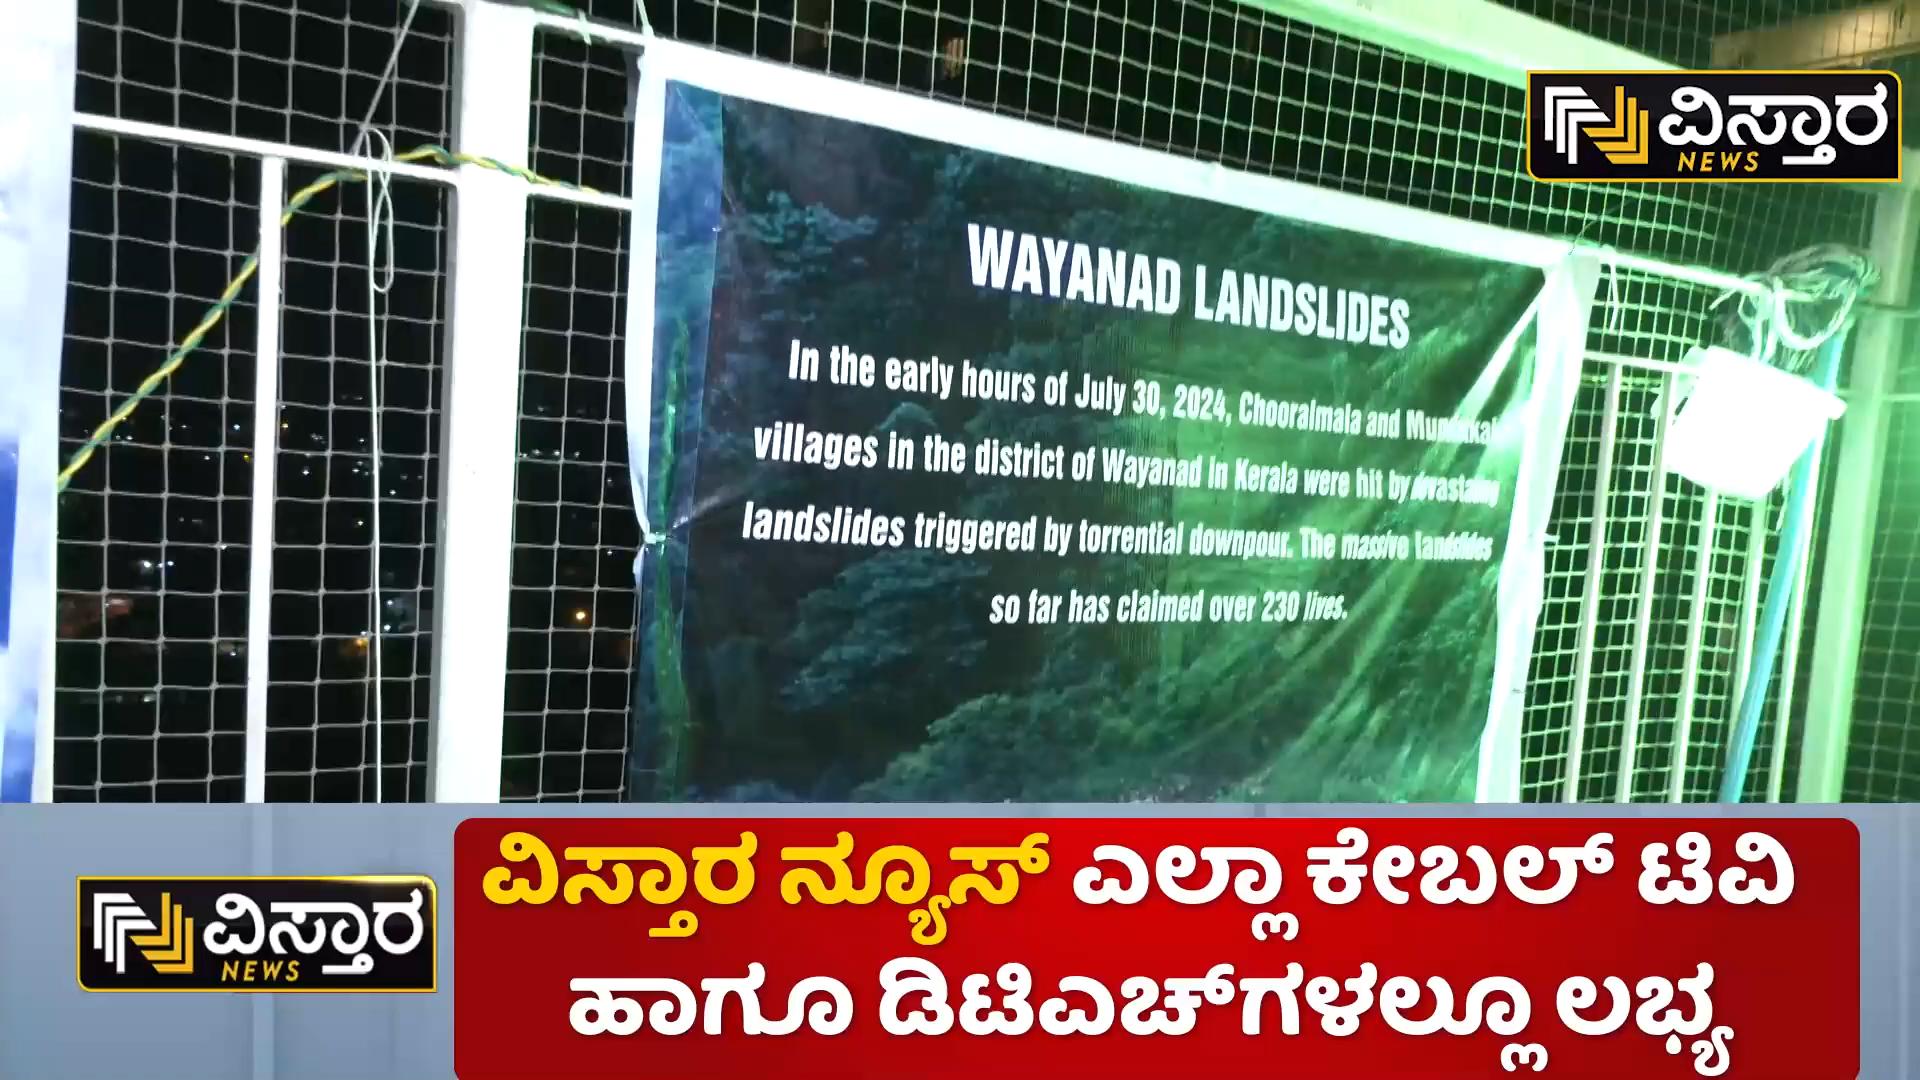 ವಿಸ್ತಾರ
NEWS
WAYANAD LANDSLIDES
In the early hours of July 30, 2024, Chooralmala and
villages in the district of Wayanad in Kerala were hit by
landslides triggered by torrential downpour. The massive landslides
so far has claimed over 230 lives.
ವಿಸ್ತಾರ ನ್ಯೂಸ್ ಎಲ್ಲಾ ಕೇಬಲ್ ಟಿವಿ
ಹಾಗೂ ಡಿಟಿಎಚ್‌ಗಳಲ್ಲೂ ಲಭ್ಯ
ವಿಸ್ತಾರ
NEWS